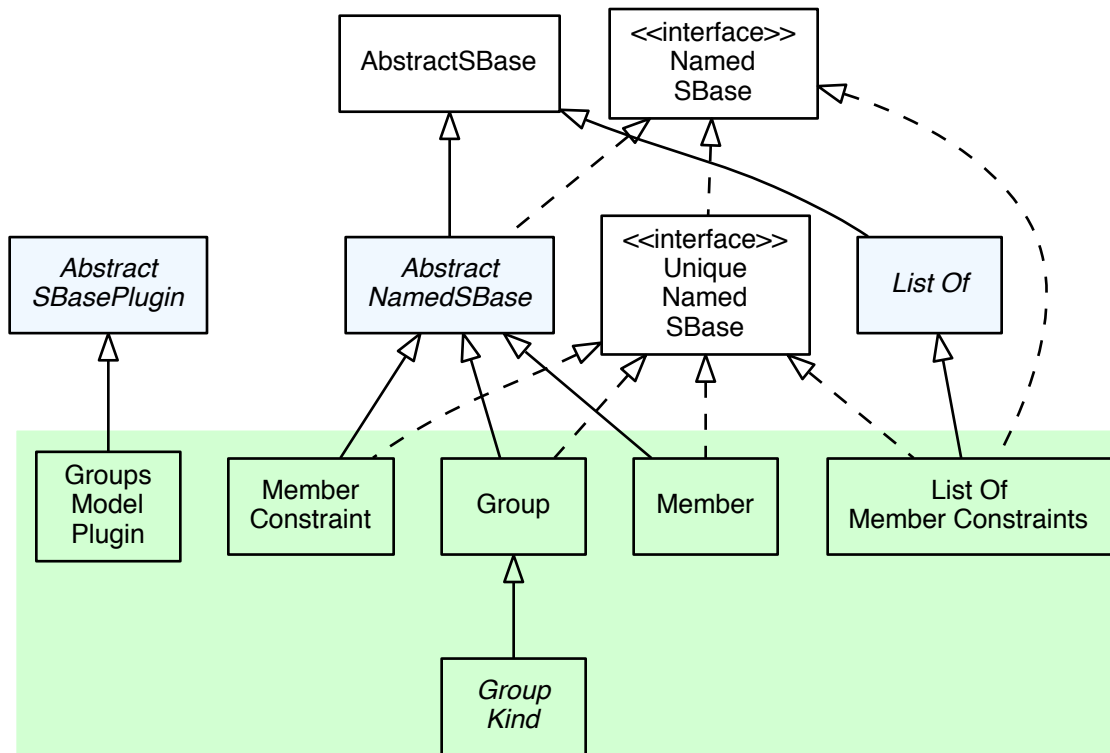 AbstractSBase
<<interface>>
Named
SBase
Abstract
SBasePlugin
Abstract
NamedSBase
<<interface>>
Unique
Named
SBase
List Of
Groups
Model
Plugin
Member
Constraint
Group
Member
List Of
Member Constraints
Group
Kind